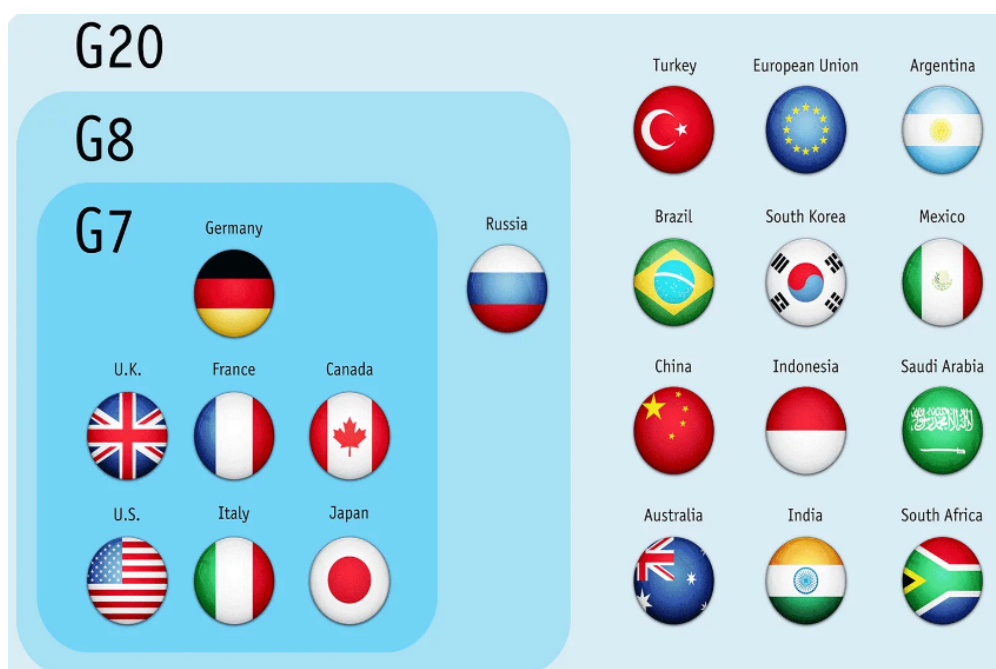 G20
G8
G7
Germany
Russia
U.K.
France
Canada
U.S.
Italy
Japan
Turkey
European Union
Argentina
Brazil
South Korea
Mexico
China
Indonesia
Saudi Arabia
Australia
India
South Africa